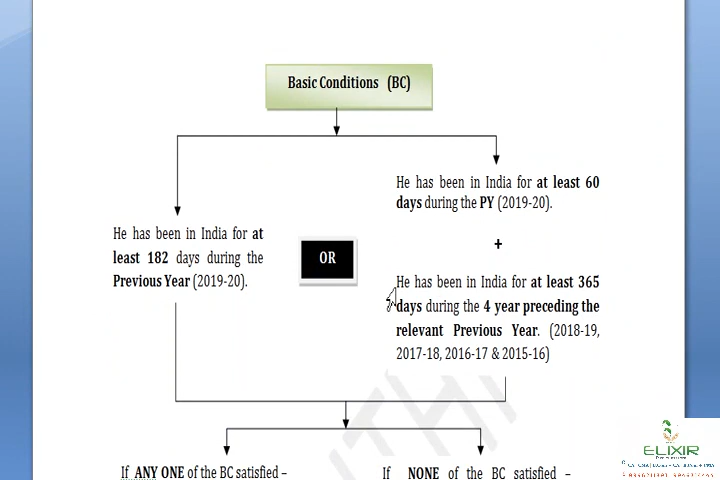 Basic Conditions (BC)
He has been in India for at least 60
days during the PY (2019-20).
+
He has been in India for at
least 182 days during the
Previous Year (2019-20).
OR
He has been in India for at least 365
days during the 4 year preceding the
relevant Previous Year. (2018-19,
2017-18, 2016-17 & 2015-16)
If ANY ONE of the BC satisfied –
If NONE of the BC satisfied –
ELIXIR